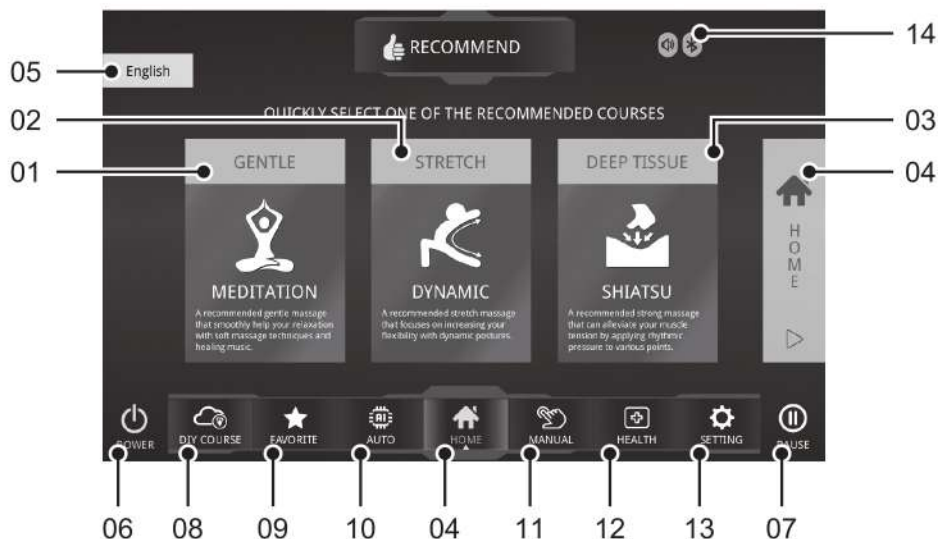 RECOMMEND
14
05
English
QUICKLY SELECT ONE OF THE RECOMMENDED COURSES
02
03
01
GENTLE
STRETCH
DEEP TISSUE
04
HOME
MEDITATION
A recommended gentle massage
that smoothly help your relaxation
with soft massage techniques and
healing music.
DYNAMIC
A recommended stretch massage
that focuses on increasing your
flexibility with dynamic postures.
SHIATSU
A recommended strong massage
that can alleviate your muscle
tension by applying rhythmic
pressure to various points.
POWER
DIY COURSE
FAVORITE
AI
AUTO
HOME
MANUAL
HEALTH
SETTING
PAUSE
06
08
09
10
04
11
12
13
07